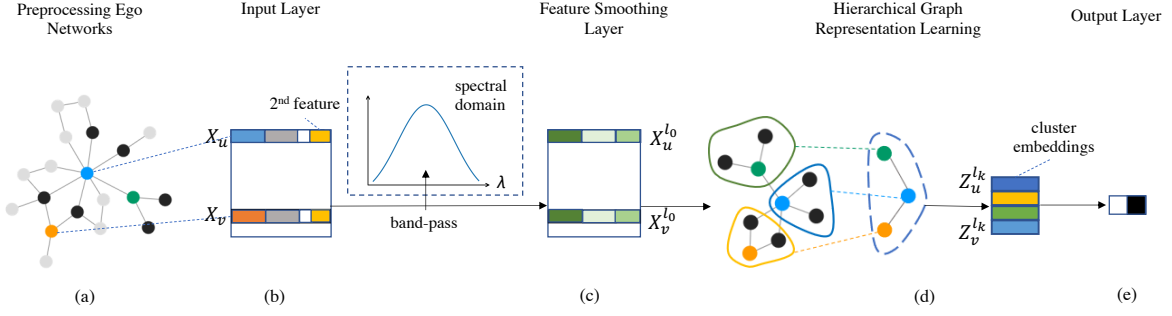 Preprocessing Ego
Networks
Input Layer
Feature Smoothing
Layer
Hierarchical Graph
Representation Learning
Output Layer
2nd feature
spectral
domain
λ
band-pass
X_u
X_v
X_u^{l_0}
X_v^{l_0}
cluster
embeddings
Z_u^{l_k}
Z_v^{l_k}
(a)
(b)
(c)
(d)
(e)